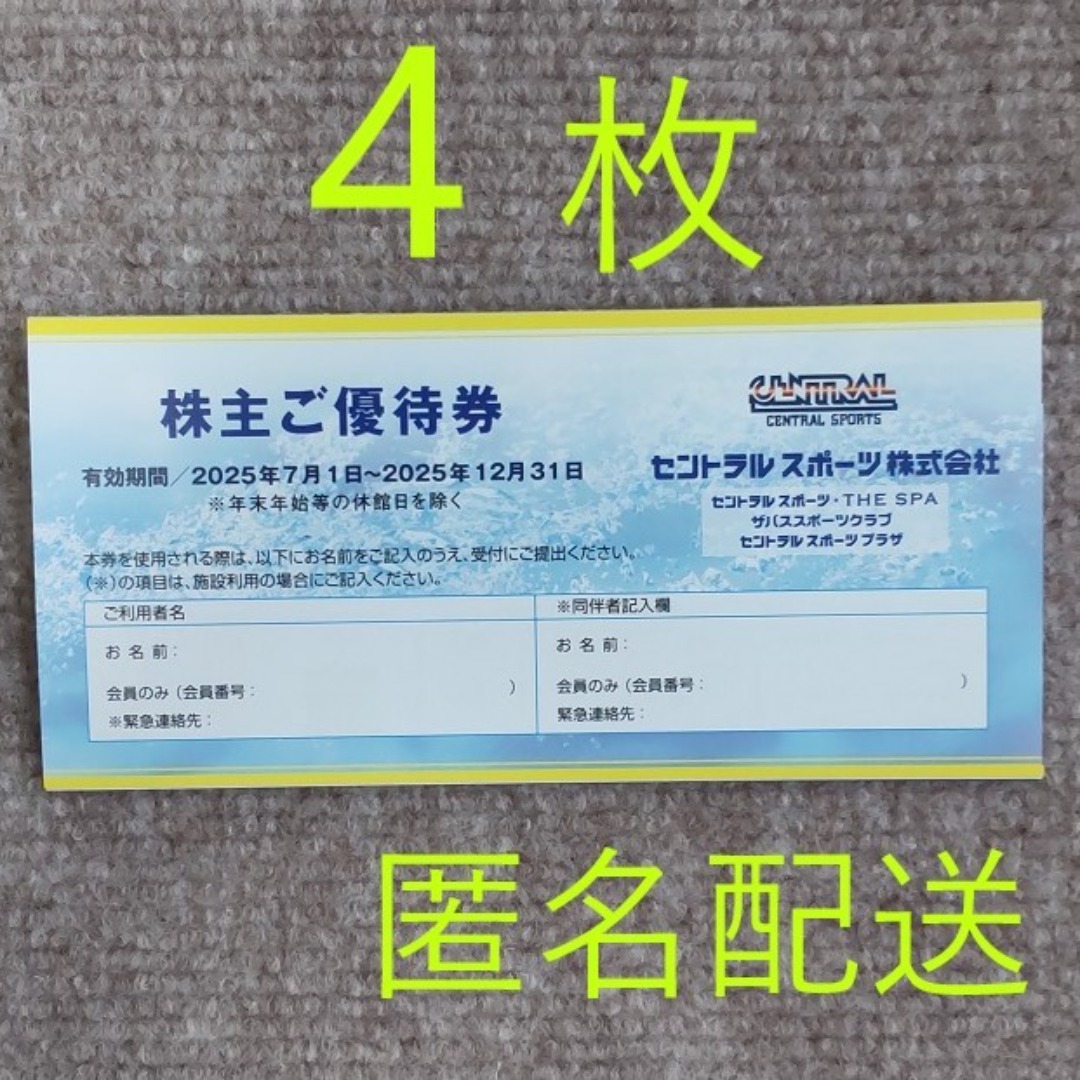 4枚
株主ご優待券
有効期間／2025年7月1日~2025年12月31日
※年末年始等の休館日を除く
CENTRAL
CENTRAL SPORTS
セントラルスポーツ株式会社
セントラルスポーツ・THE SPA
ザバススポーツクラブ
セントラルスポーツプラザ
本券を使用される際は、以下にお名前をご記入のうえ、受付にご提出ください。
(※)の項目は、施設利用の場合にご記入ください。
ご利用者名
お名前：
会員のみ（会員番号：　）
※緊急連絡先：
※同伴者記入欄
お名前：
会員のみ（会員番号：　）
緊急連絡先：
匿名配送